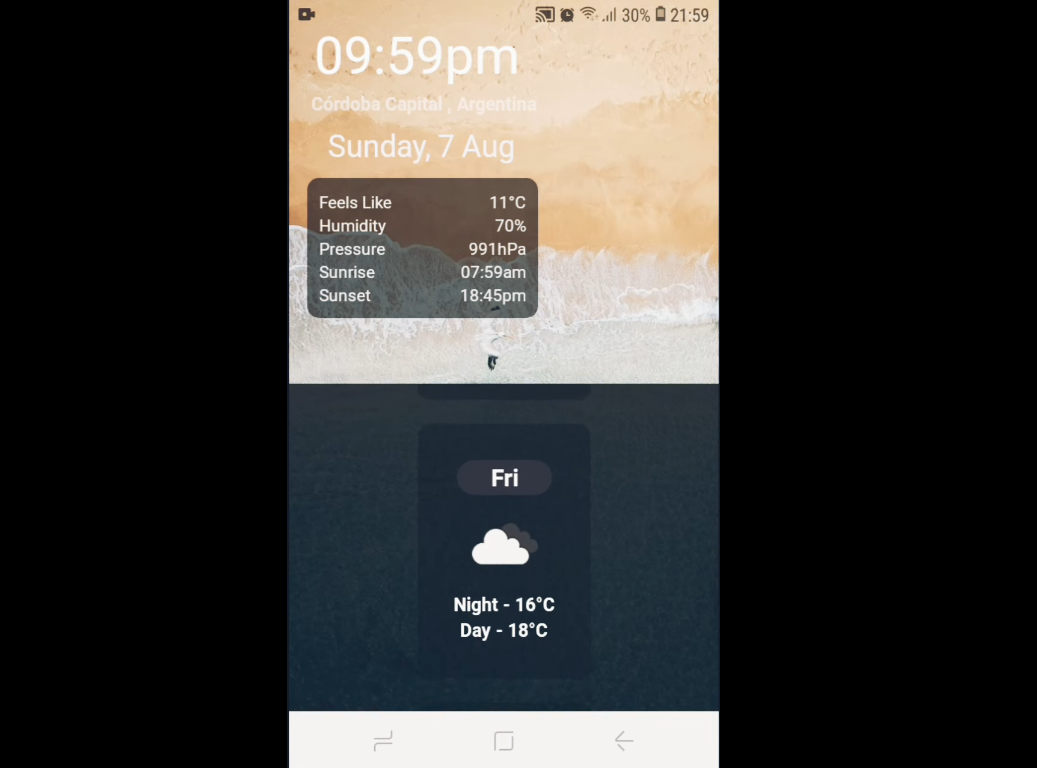 30% 21:59
09:59pm
Córdoba Capital , Argentina
Sunday, 7 Aug
Feels Like 11°C
Humidity 70%
Pressure 991hPa
Sunrise 07:59am
Sunset 18:45pm
Fri
Night - 16°C
Day - 18°C